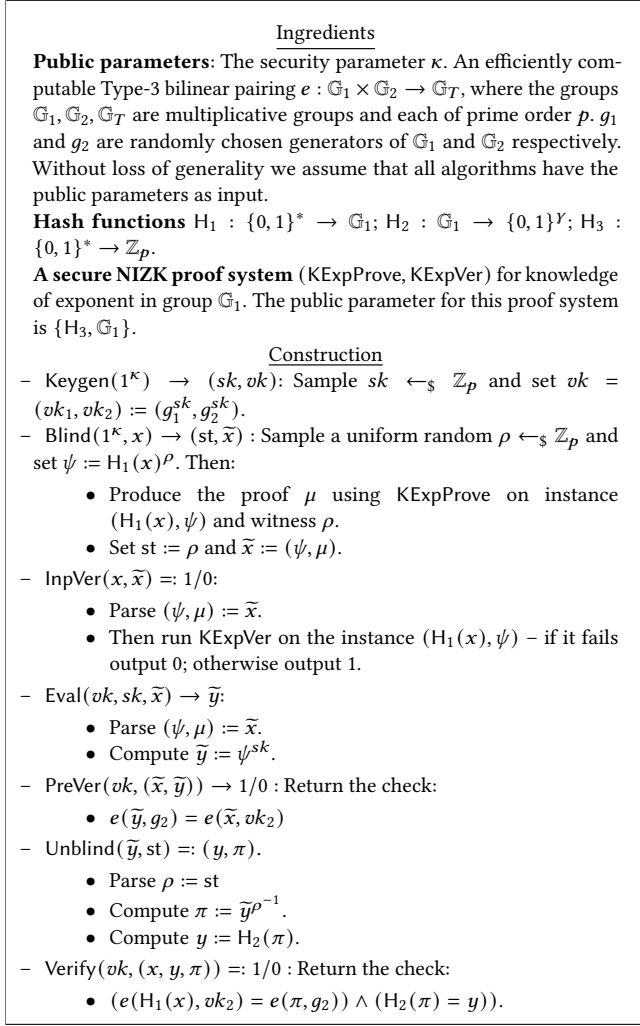 Ingredients
Public parameters: The security parameter κ. An efficiently com-
putable Type-3 bilinear pairing e : 𝔾₁ × 𝔾₂ → 𝔾_T, where the groups
𝔾₁, 𝔾₂, 𝔾_T are multiplicative groups and each of prime order p. g₁
and g₂ are randomly chosen generators of 𝔾₁ and 𝔾₂ respectively.
Without loss of generality we assume that all algorithms have the
public parameters as input.
Hash functions H₁ : {0, 1}* → 𝔾₁; H₂ : 𝔾₁ → {0, 1}^γ; H₃ :
{0, 1}* → ℤ_p.
A secure NIZK proof system (KExpProve, KExpVer) for knowledge
of exponent in group 𝔾₁. The public parameter for this proof system
is {H₃, 𝔾₁}.
Construction
– Keygen(1^κ) → (sk, vk): Sample sk ←_$ ℤ_p and set vk =
(vk₁, vk₂) := (g₁^sk, g₂^sk).
– Blind(1^κ, x) → (st, x̃) : Sample a uniform random ρ ←_$ ℤ_p and
set ψ := H₁(x)^ρ. Then:
• Produce the proof μ using KExpProve on instance
(H₁(x), ψ) and witness ρ.
• Set st := ρ and x̃ := (ψ, μ).
– InpVer(x, x̃) =: 1/0:
• Parse (ψ, μ) := x̃.
• Then run KExpVer on the instance (H₁(x), ψ) – if it fails
output 0; otherwise output 1.
– Eval(vk, sk, x̃) → ỹ:
• Parse (ψ, μ) := x̃.
• Compute ỹ := ψ^sk.
– PreVer(vk, (x̃, ỹ)) → 1/0 : Return the check:
• e(ỹ, g₂) = e(x̃, vk₂)
– Unblind(ỹ, st) =: (y, π).
• Parse ρ := st
• Compute π := ỹ^ρ⁻¹.
• Compute y := H₂(π).
– Verify(vk, (x, y, π)) =: 1/0 : Return the check:
• (e(H₁(x), vk₂) = e(π, g₂)) ∧ (H₂(π) = y)).